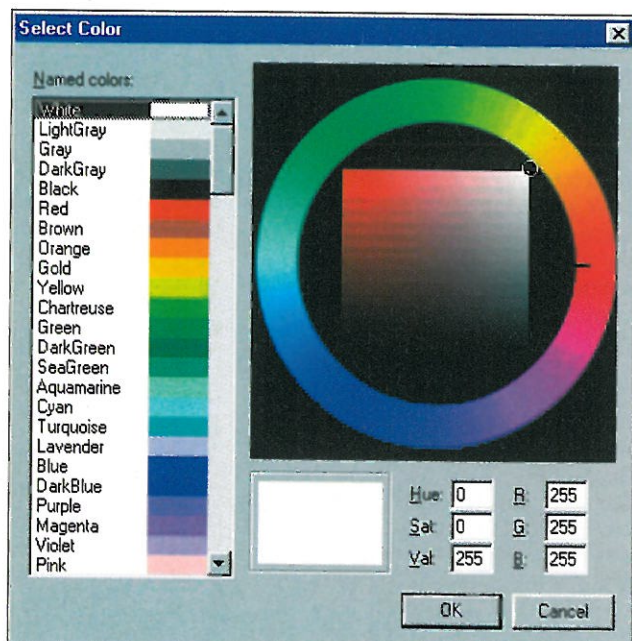 Select Color
Named colors:
White
LightGray
Gray
DarkGray
Black
Red
Brown
Orange
Gold
Yellow
Chartreuse
Green
DarkGreen
SeaGreen
Aquamarine
Cyan
Turquoise
Lavender
Blue
DarkBlue
Purple
Magenta
Violet
Pink
Hue: 0 R: 255
Sat: 0 G: 255
Val: 255 B: 255
OK Cancel